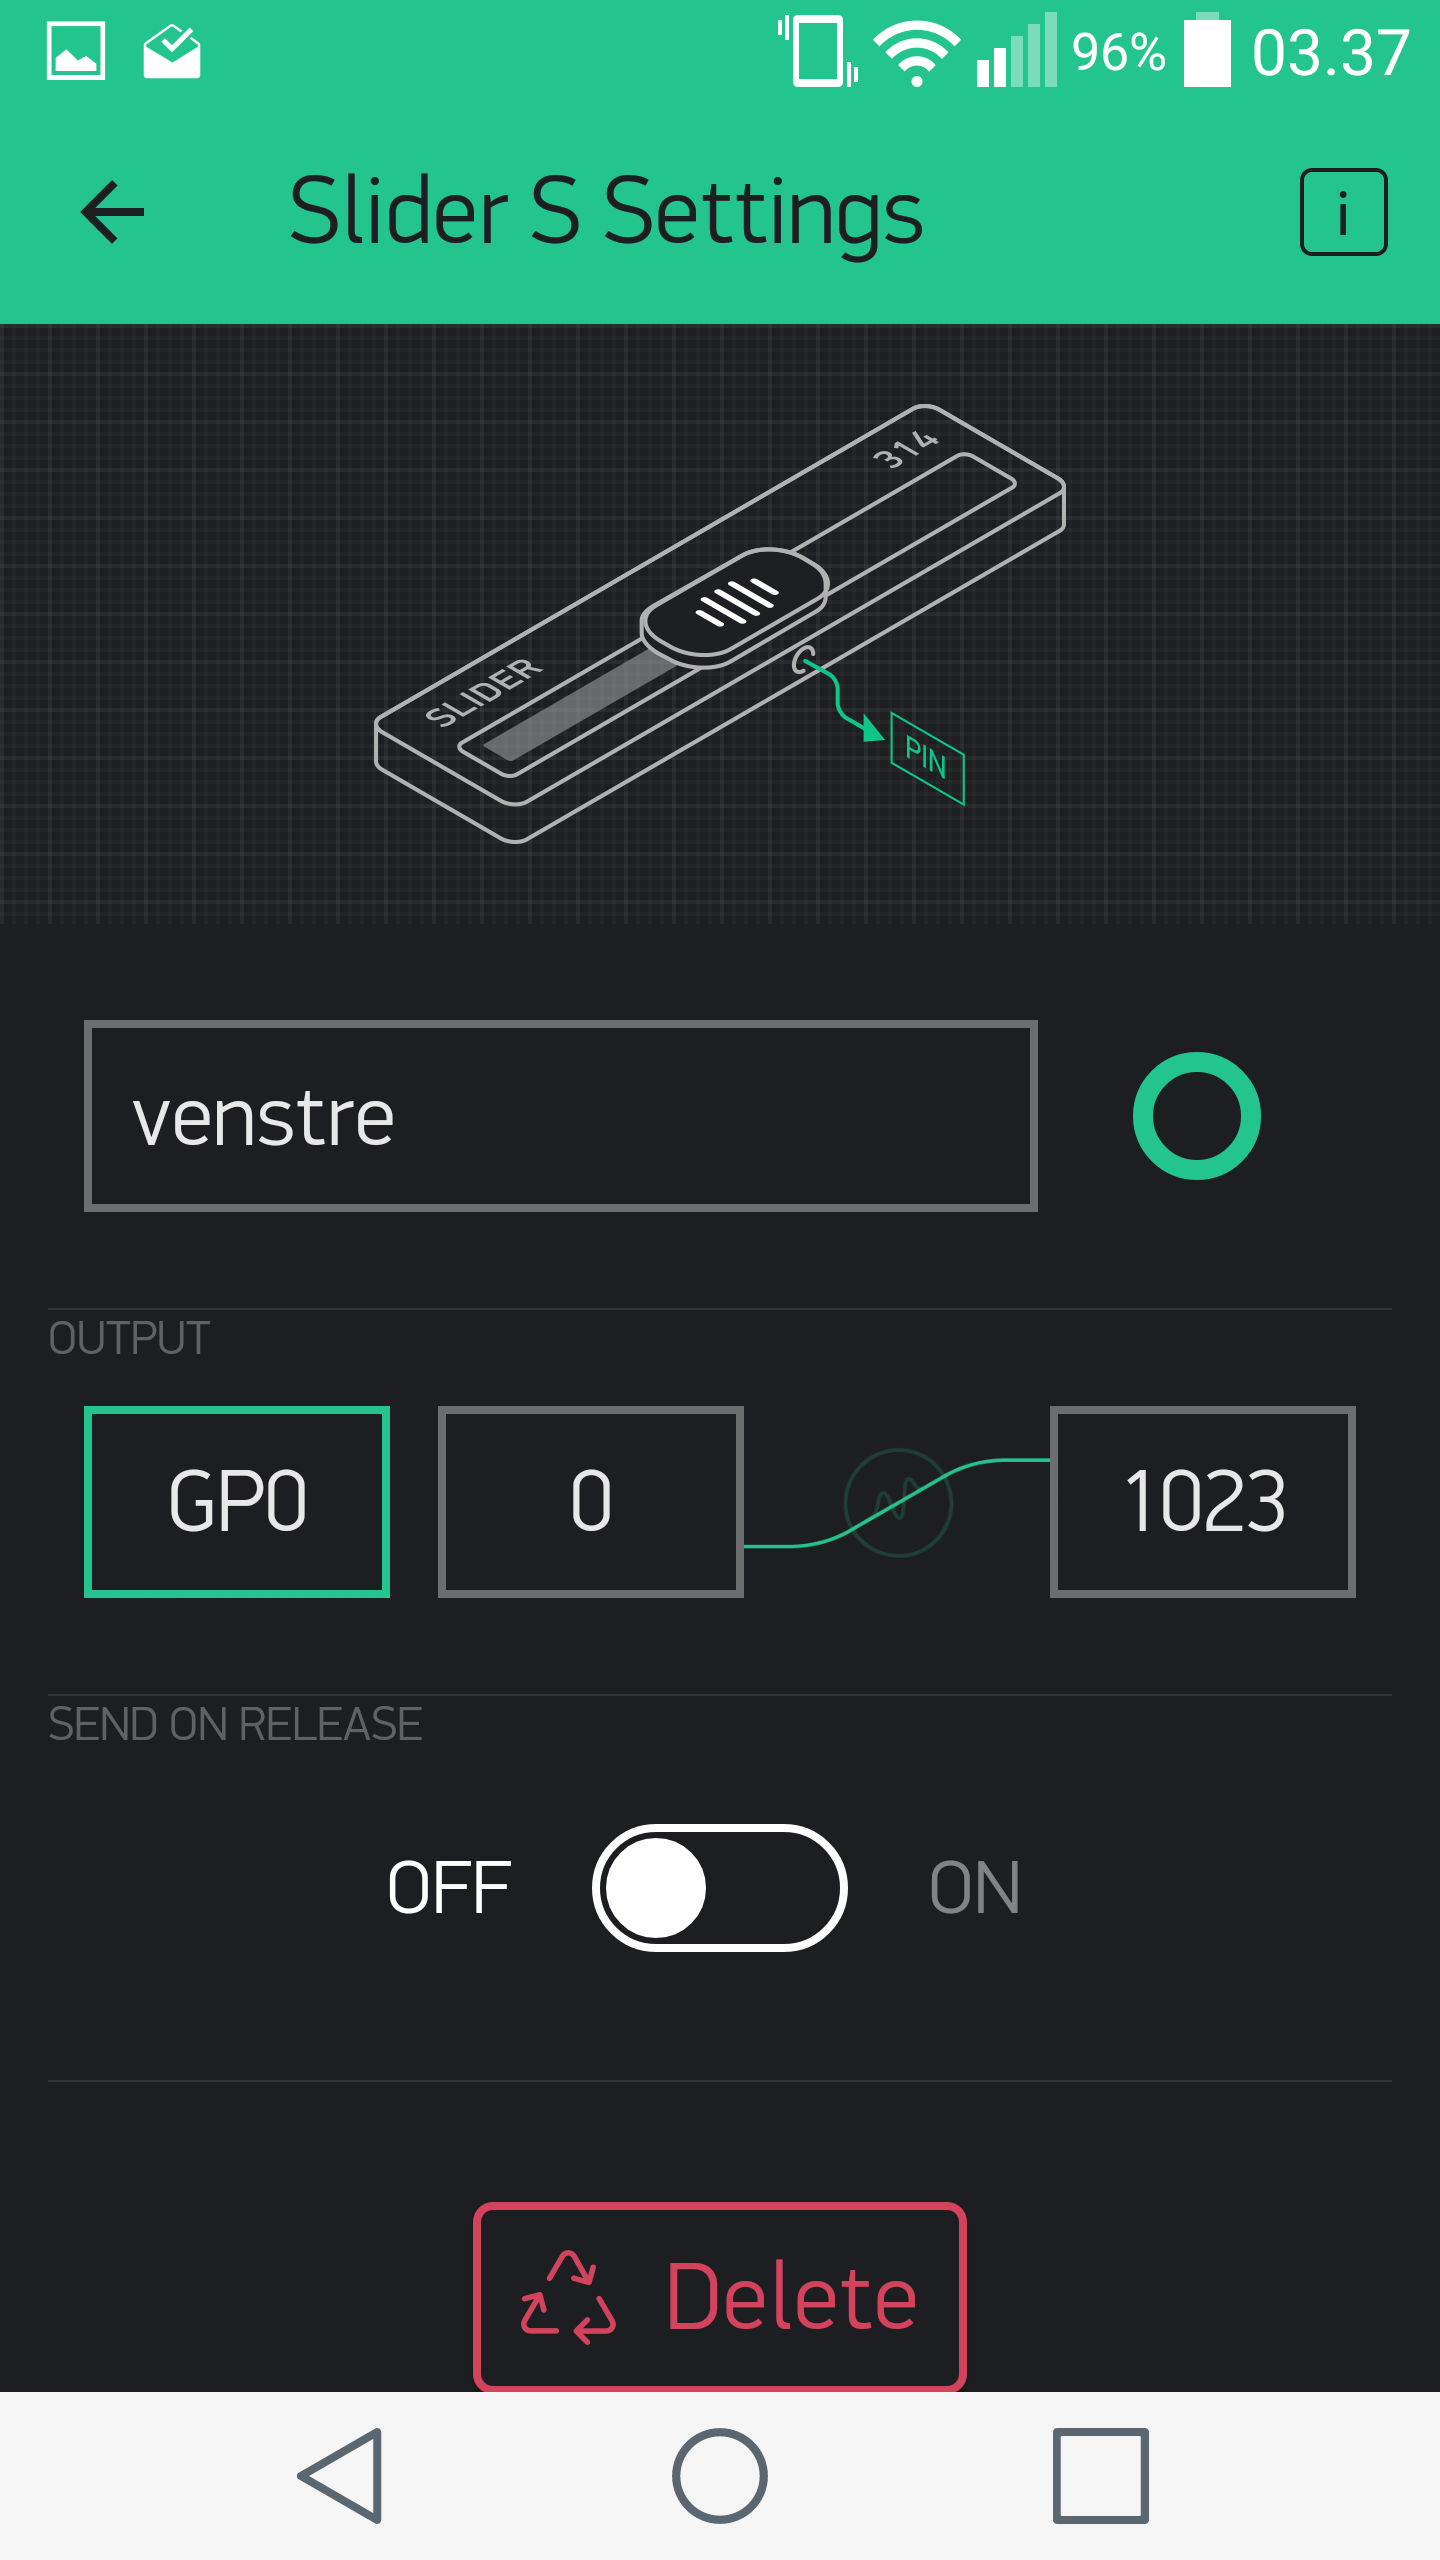 96% 03.37
Slider S Settings i
314
SLIDER
PIN
venstre
OUTPUT
GP0 0 1023
SEND ON RELEASE
OFF ON
Delete